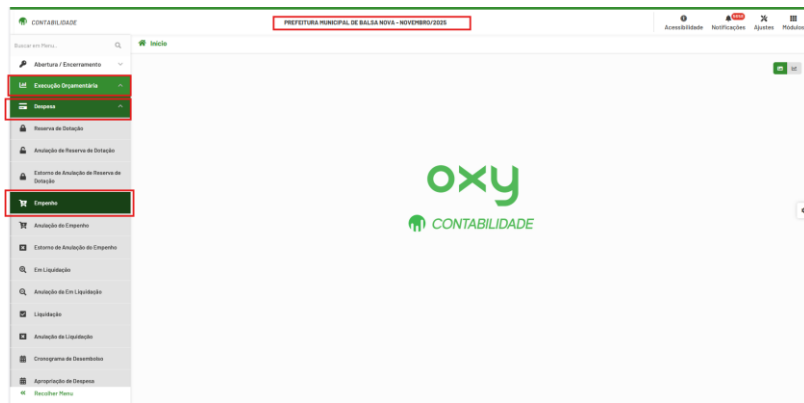 CONTABILIDADE
PREFEITURA MUNICIPAL DE BALSA NOVA - NOVEMBRO/2025
Acessibilidade
Notificações
Ajustes
Módulos
Buscar em Menu..
Início
Abertura / Encerramento
Execução Orçamentária
Despesa
Reserva de Dotação
Anulação de Reserva de Dotação
Estorno de Anulação de Reserva de
Dotação
Empenho
Anulação do Empenho
Estorno de Anulação do Empenho
Em Liquidação
Anulação da Em Liquidação
Liquidação
Anulação da Liquidação
Cronograma de Desembolso
Apropriação de Despesa
Recolher Menu
oxy
CONTABILIDADE